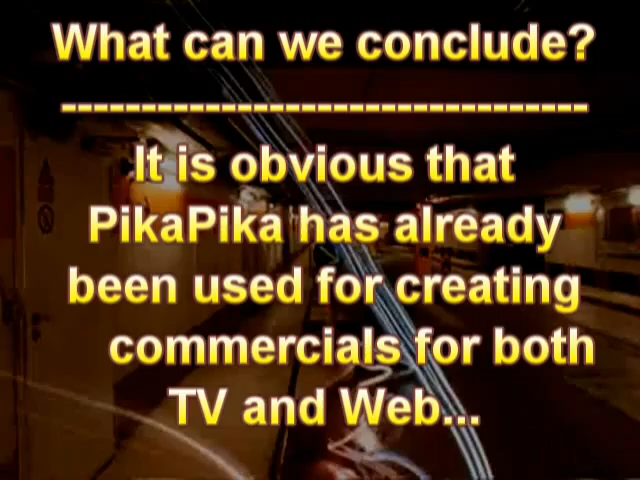 What can we conclude?
---------------------------------
It is obvious that
PikaPika has already
been used for creating
commercials for both
TV and Web...